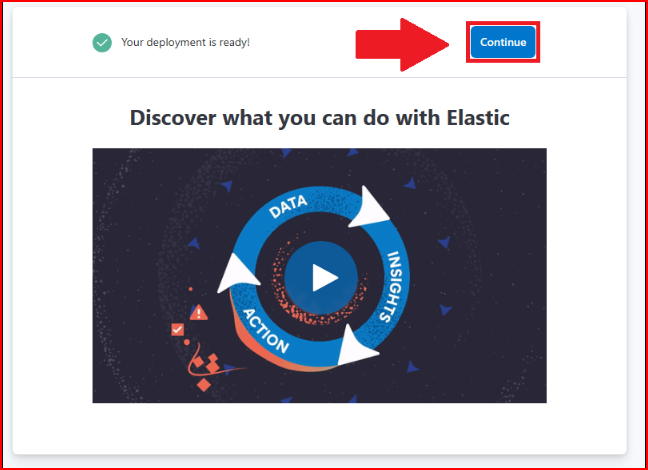 Your deployment is ready!
Continue
Discover what you can do with Elastic
DATA
INSIGHTS
ACTION